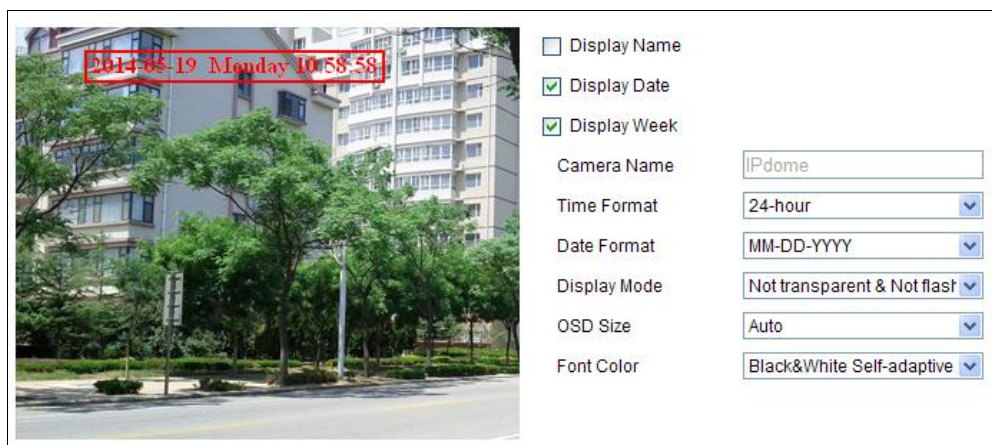 2014-05-19 Monday 10:58:58
Display Name
Display Date
Display Week
Camera Name IPdome
Time Format 24-hour
Date Format MM-DD-YYYY
Display Mode Not transparent & Not flash
OSD Size Auto
Font Color Black&White Self-adaptive